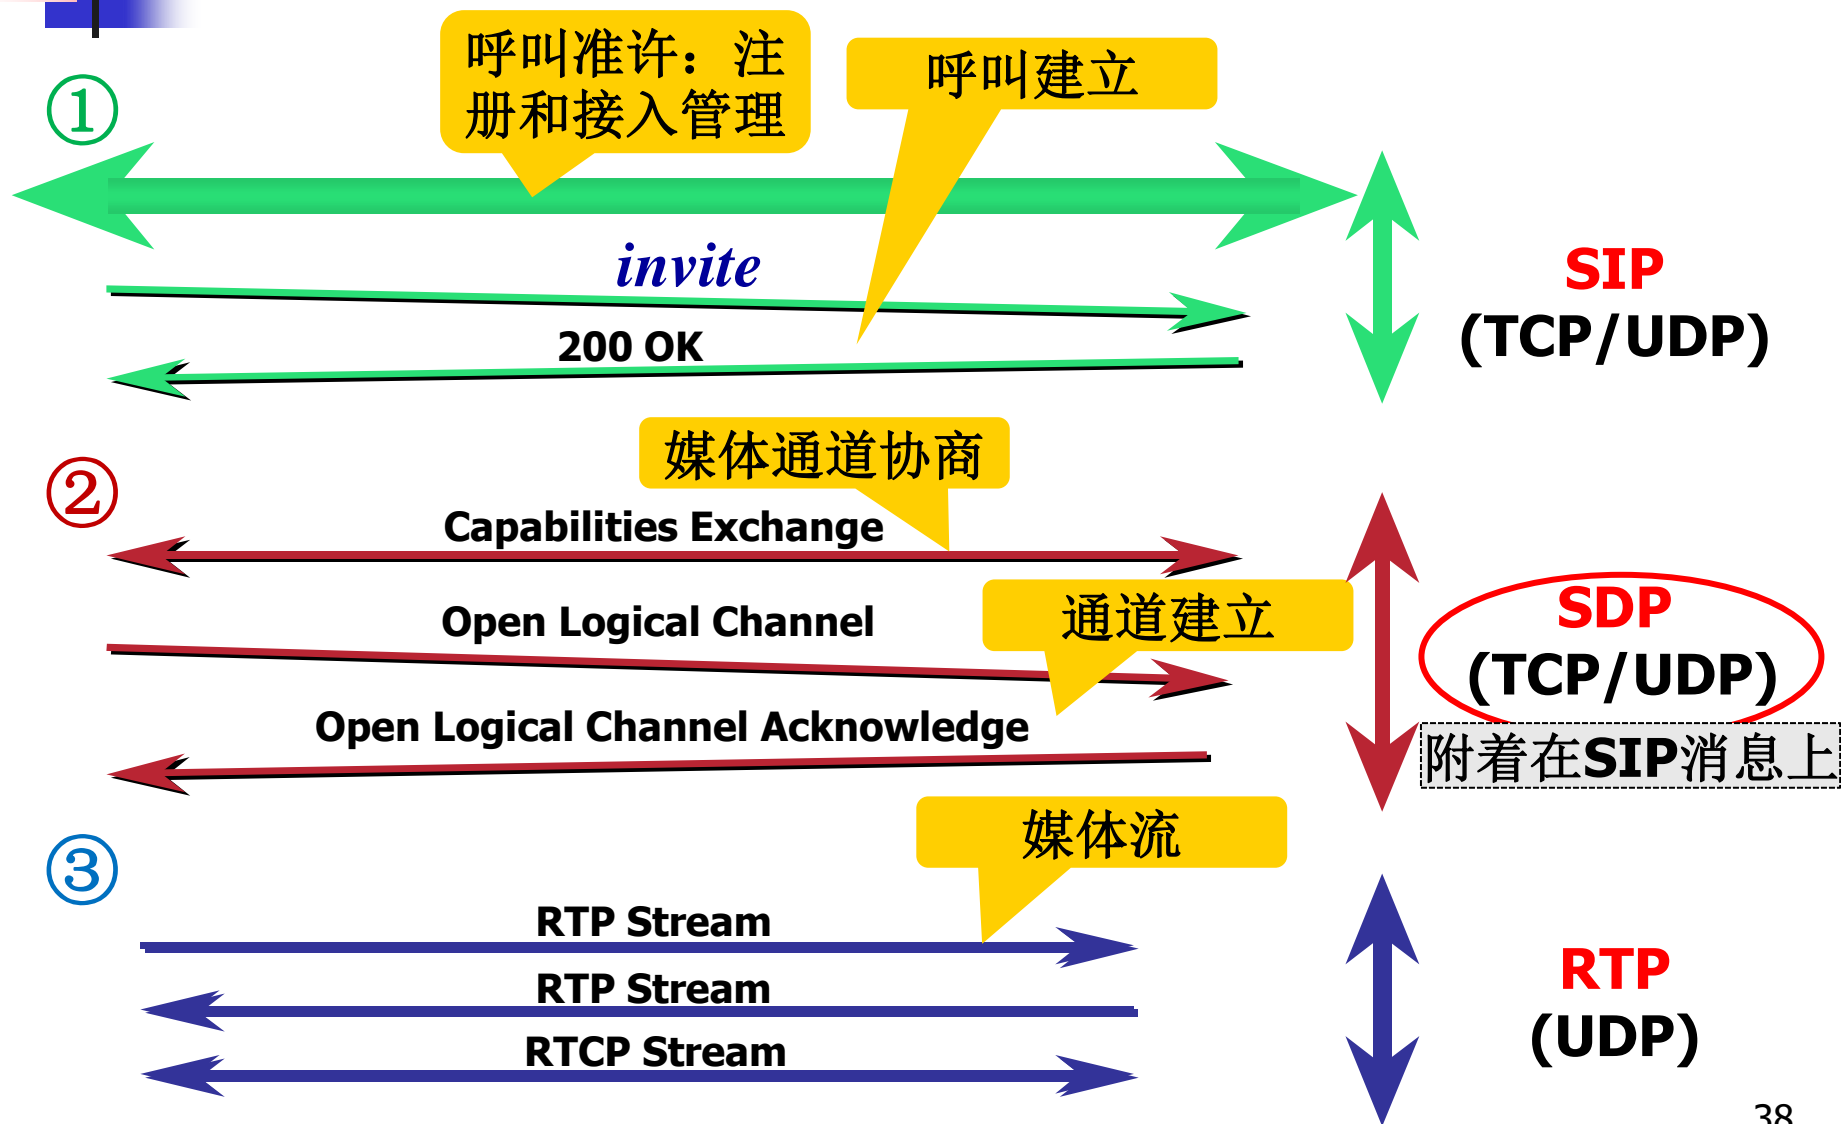 ①
呼叫准许：注
册和接入管理
呼叫建立
invite
200 OK
SIP
(TCP/UDP)
②
媒体通道协商
Capabilities Exchange
通道建立
Open Logical Channel
Open Logical Channel Acknowledge
SDP
(TCP/UDP)
附着在SIP消息上
③
媒体流
RTP Stream
RTP Stream
RTCP Stream
RTP
(UDP)
38